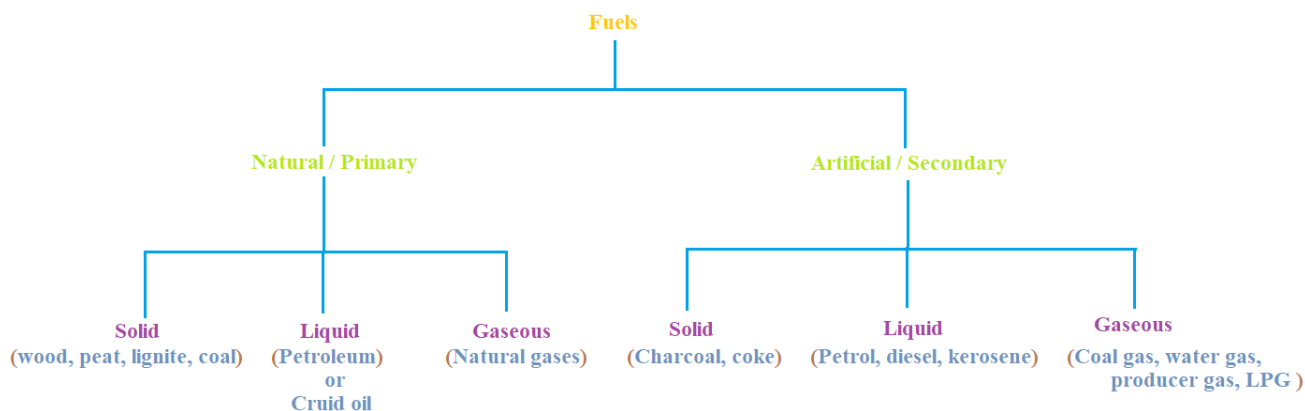 Fuels
Natural / Primary
Artificial / Secondary
Solid
(wood, peat, lignite, coal)
Liquid
(Petroleum)
or
Cruid oil
Gaseous
(Natural gases)
Solid
(Charcoal, coke)
Liquid
(Petrol, diesel, kerosene)
Gaseous
(Coal gas, water gas,
producer gas, LPG )